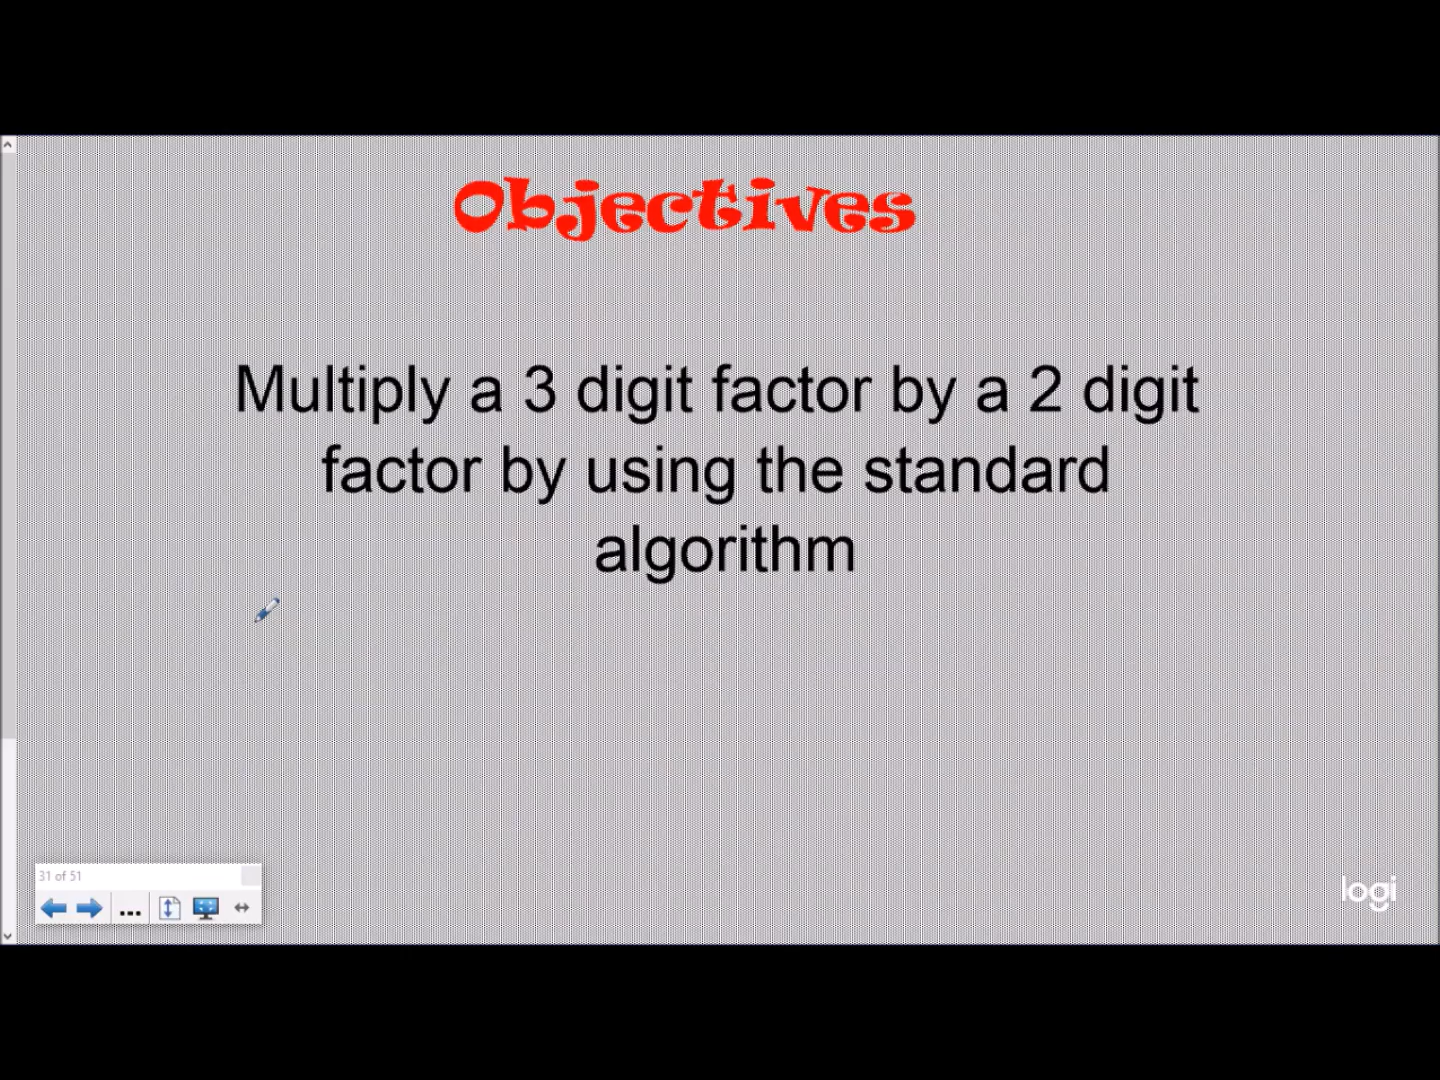 Objectives
Multiply a 3 digit factor by a 2 digit
factor by using the standard
algorithm
31 of 51
logi